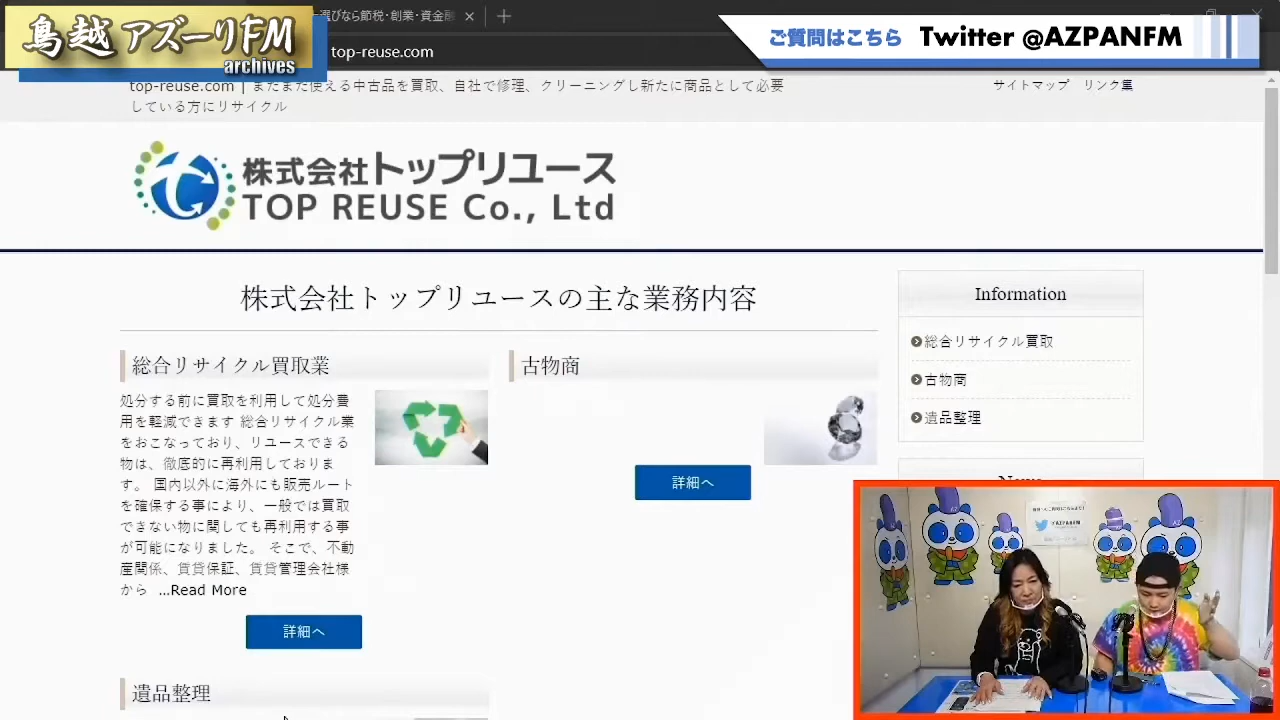 鳥越アズーリFM
archives
選びなら節税・創業・資金融
top-reuse.com
ご質問はこちら Twitter @AZPANFM
top-reuse.com | まだまだ使える中古品を買取、自社で修理、クリーニングし新たに商品として必要
している方にリサイクル
サイトマップ リンク集
株式会社トップリユース
TOP REUSE Co., Ltd
株式会社トップリユースの主な業務内容
総合リサイクル買取業
処分する前に買取を利用して処分費
用を軽減できます 総合リサイクル業
をおこなっており、リユースできる
物は、徹底的に再利用しておりま
す。 国内以外に海外にも販売ルート
を確保する事により、一般では買取
できない物に関しても再利用する事
が可能になりました。 そこで、不動
産関係、賃貸保証、賃貸管理会社様
から ...Read More
詳細へ
古物商
詳細へ
遺品整理
Information
総合リサイクル買取
古物商
遺品整理
News
@AZPANFM